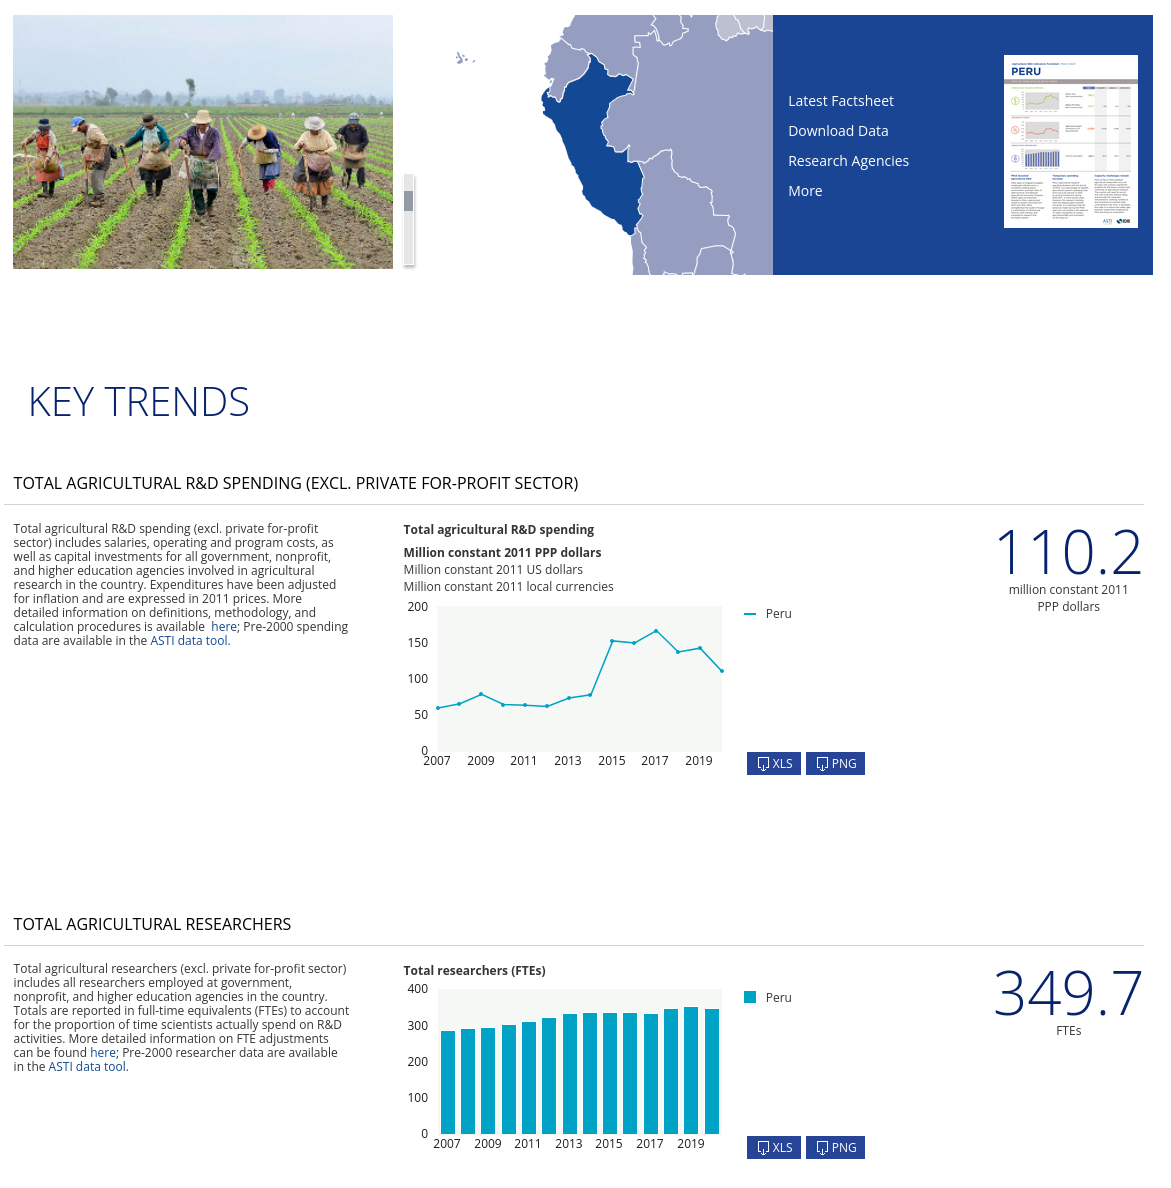 Latest Factsheet
Download Data
Research Agencies
More
PERU
KEY TRENDS
TOTAL AGRICULTURAL R&D SPENDING (EXCL. PRIVATE FOR-PROFIT SECTOR)
Total agricultural R&D spending (excl. private for-profit
sector) includes salaries, operating and program costs, as
well as capital investments for all government, nonprofit,
and higher education agencies involved in agricultural
research in the country. Expenditures have been adjusted
for inflation and are expressed in 2011 prices. More
detailed information on definitions, methodology, and
calculation procedures is available here; Pre-2000 spending
data are available in the ASTI data tool.
Total agricultural R&D spending
Million constant 2011 PPP dollars
Million constant 2011 US dollars
Million constant 2011 local currencies
200
150
100
50
0
2007 2009 2011 2013 2015 2017 2019
Peru
XLS PNG
110.2
million constant 2011
PPP dollars
TOTAL AGRICULTURAL RESEARCHERS
Total agricultural researchers (excl. private for-profit sector)
includes all researchers employed at government,
nonprofit, and higher education agencies in the country.
Totals are reported in full-time equivalents (FTEs) to account
for the proportion of time scientists actually spend on R&D
activities. More detailed information on FTE adjustments
can be found here; Pre-2000 researcher data are available
in the ASTI data tool.
Total researchers (FTEs)
400
300
200
100
0
2007 2009 2011 2013 2015 2017 2019
Peru
XLS PNG
349.7
FTEs